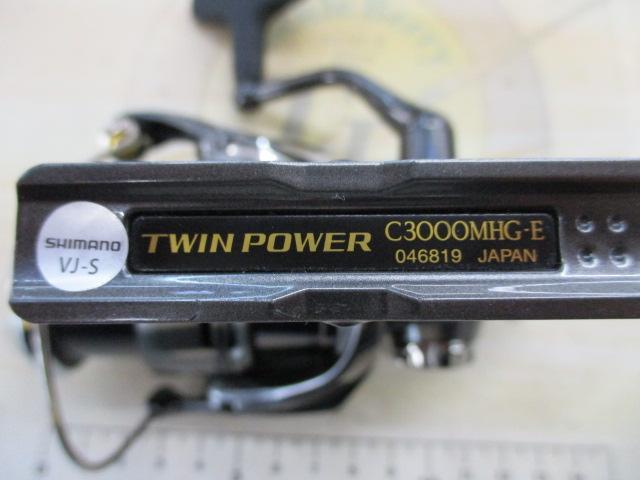 SHIMANO
VJ-S
TWIN POWER
C3000MHG-E
046819 JAPAN